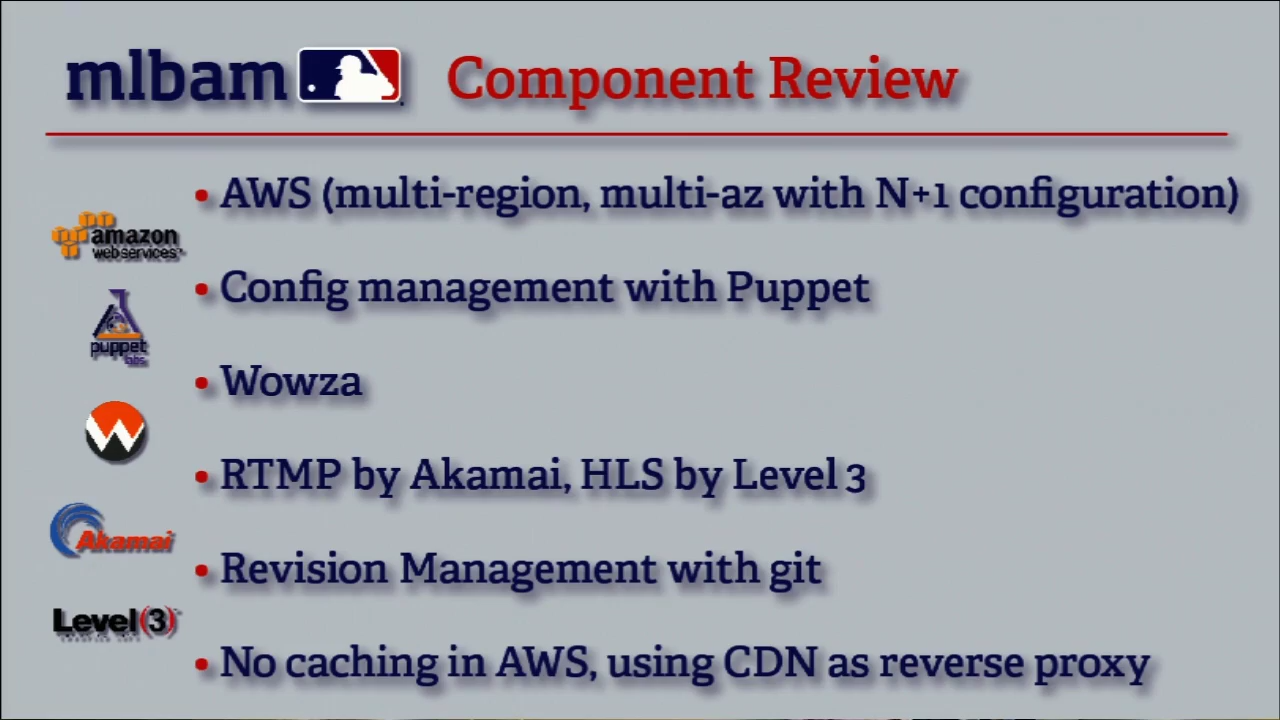 mlbam Component Review
• AWS (multi-region, multi-az with N+1 configuration)
amazon
webservices™
• Config management with Puppet
puppet
labs
• Wowza
W
• RTMP by Akamai, HLS by Level 3
Akamai
• Revision Management with git
Level(3)
• No caching in AWS, using CDN as reverse proxy